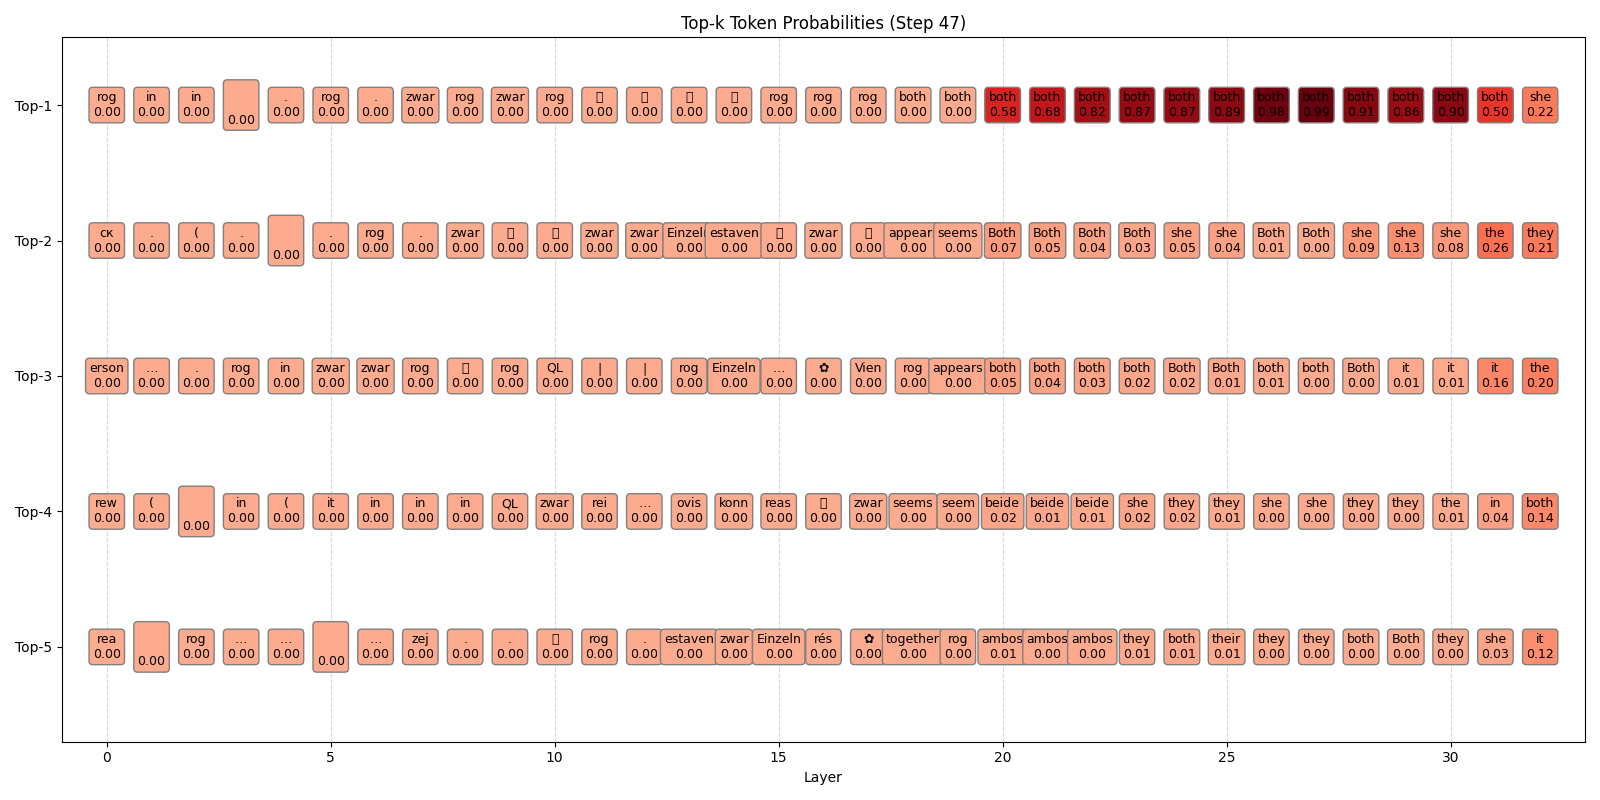 Top-k Token Probabilities (Step 47)
Top-1
rog in in . rog . zwar rog zwar rog rog rog rog both both both both both both both both both both both both both both she
0.00 0.00 0.00 0.00 0.00 0.00 0.00 0.00 0.00 0.00 0.00 0.00 0.00 0.00 0.00 0.00 0.00 0.00 0.00 0.00 0.58 0.68 0.82 0.87 0.87 0.89 0.98 0.99 0.91 0.86 0.90 0.50 0.22
Top-2
ск . ( . . rog . zwar zwar zwar Einzeln estaven zwar appear seems Both Both Both Both she she Both Both she she she the they
0.00 0.00 0.00 0.00 0.00 0.00 0.00 0.00 0.00 0.00 0.00 0.00 0.00 0.00 0.00 0.00 0.00 0.00 0.00 0.00 0.07 0.05 0.04 0.03 0.05 0.04 0.01 0.00 0.09 0.13 0.08 0.26 0.21
Top-3
erson ... . rog in zwar zwar rog rog QL | | rog Einzeln ... ✿ Vien rog appears both both both both Both Both both both Both it it it the
0.00 0.00 0.00 0.00 0.00 0.00 0.00 0.00 0.00 0.00 0.00 0.00 0.00 0.00 0.00 0.00 0.00 0.00 0.00 0.00 0.05 0.04 0.03 0.02 0.02 0.01 0.01 0.00 0.00 0.01 0.01 0.16 0.20
Top-4
rew ( in ( it in in in QL zwar rei ... ovis konn reas zwar seems seem beide beide beide she they they she she they they the in both
0.00 0.00 0.00 0.00 0.00 0.00 0.00 0.00 0.00 0.00 0.00 0.00 0.00 0.00 0.00 0.00 0.00 0.00 0.00 0.00 0.02 0.01 0.01 0.02 0.02 0.01 0.00 0.00 0.00 0.00 0.01 0.04 0.14
Top-5
rea rog ... ... ... zej . . rog . estaven zwar Einzeln rés ✿ together rog ambos ambos ambos they both their they they both Both they she it
0.00 0.00 0.00 0.00 0.00 0.00 0.00 0.00 0.00 0.00 0.00 0.00 0.00 0.00 0.00 0.00 0.00 0.00 0.00 0.00 0.01 0.01 0.00 0.01 0.01 0.01 0.00 0.00 0.00 0.00 0.00 0.03 0.12
0 5 10 15 20 25 30
Layer